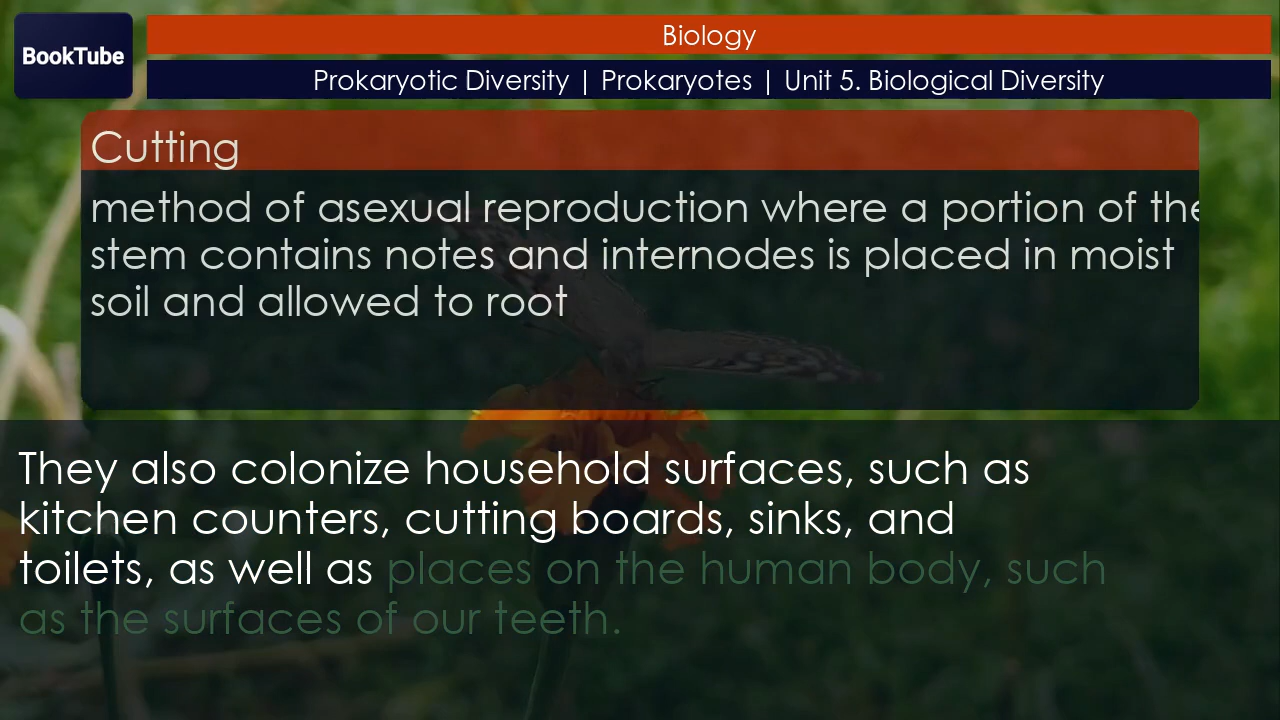 BookTube
Biology
Prokaryotic Diversity | Prokaryotes | Unit 5. Biological Diversity
Cutting
method of asexual reproduction where a portion of the
stem contains notes and internodes is placed in moist
soil and allowed to root
They also colonize household surfaces, such as
kitchen counters, cutting boards, sinks, and
toilets, as well as places on the human body, such
as the surfaces of our teeth.